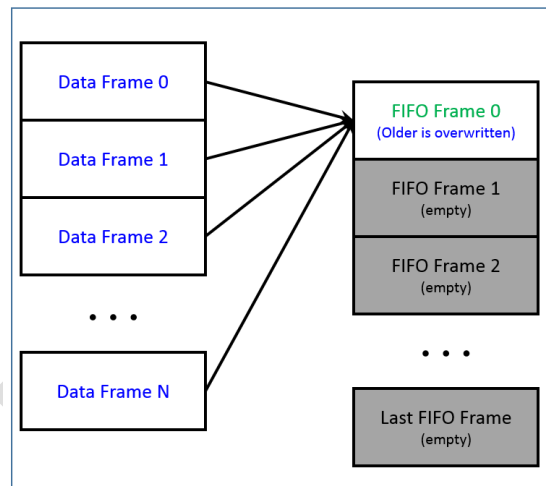 Data Frame 0
Data Frame 1
Data Frame 2
• • •
Data Frame N
FIFO Frame 0
(Older is overwritten)
FIFO Frame 1
(empty)
FIFO Frame 2
(empty)
• • •
Last FIFO Frame
(empty)